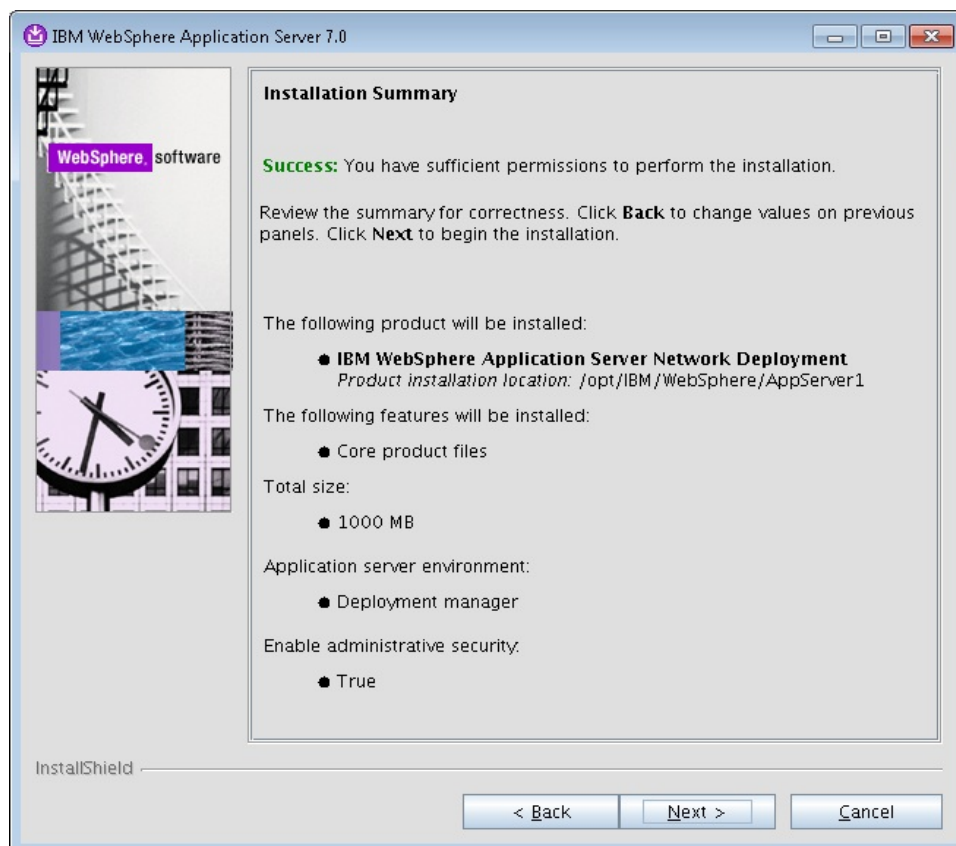 IBM WebSphere Application Server 7.0
WebSphere. software
Installation Summary
Success: You have sufficient permissions to perform the installation.
Review the summary for correctness. Click Back to change values on previous
panels. Click Next to begin the installation.
The following product will be installed:
IBM WebSphere Application Server Network Deployment
Product installation location: /opt/IBM/WebSphere/AppServer1
The following features will be installed:
Core product files
Total size:
1000 MB
Application server environment:
Deployment manager
Enable administrative security:
True
InstallShield
< Back
Next >
Cancel